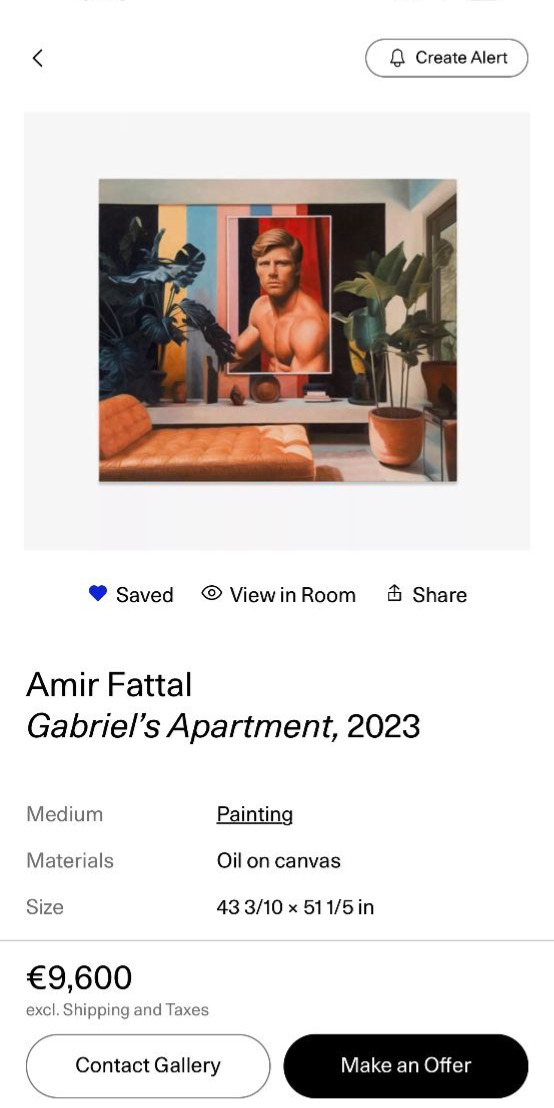 Create Alert
Saved
View in Room
Share
Amir Fattal
Gabriel’s Apartment, 2023
Medium
Painting
Materials
Oil on canvas
Size
43 3/10 × 51 1/5 in
€9,600
excl. Shipping and Taxes
Contact Gallery
Make an Offer